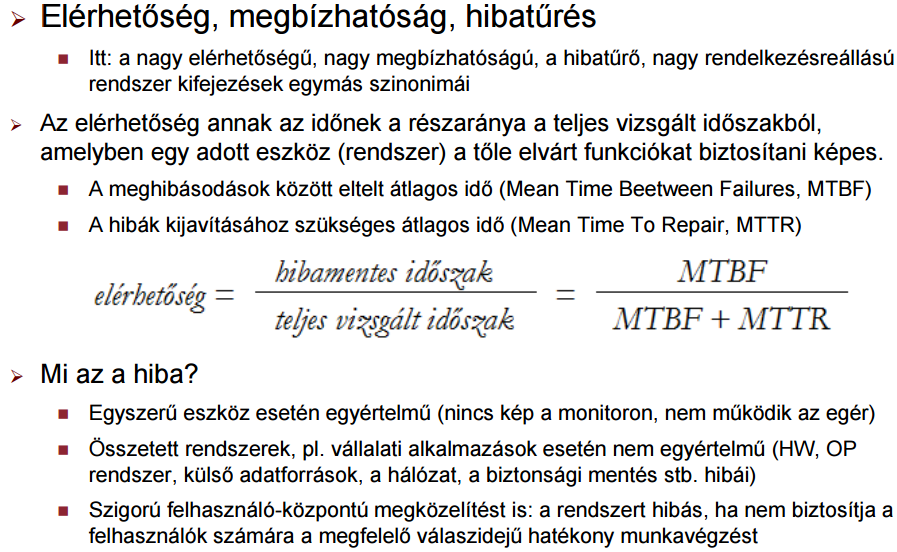 Elérhetőség, megbízhatóság, hibatűrés
Itt: a nagy elérhetőségű, nagy megbízhatóságú, a hibatűrő, nagy rendelkezésreállású
rendszer kifejezések egymás szinonimái
Az elérhetőség annak az időnek a részaránya a teljes vizsgált időszakból,
amelyben egy adott eszköz (rendszer) a tőle elvárt funkciókat biztosítani képes.
A meghibásodások között eltelt átlagos idő (Mean Time Beetween Failures, MTBF)
A hibák kijavításához szükséges átlagos idő (Mean Time To Repair, MTTR)
elérhetőség = hibamentes időszak / teljes vizsgált időszak = MTBF / MTBF + MTTR
Mi az a hiba?
Egyszerű eszköz esetén egyértelmű (nincs kép a monitoron, nem működik az egér)
Összetett rendszerek, pl. vállalati alkalmazások esetén nem egyértelmű (HW, OP
rendszer, külső adatforrások, a hálózat, a biztonsági mentés stb. hibái)
Szigorú felhasználó-központú megközelítést is: a rendszert hibás, ha nem biztosítja a
felhasználók számára a megfelelő válaszidejű hatékony munkavégzést